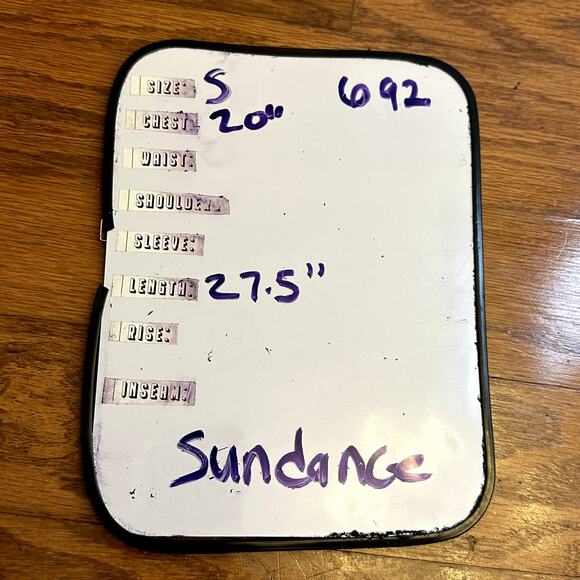 SIZE: S 692
CHEST: 20"
WAIST:
SHOULDER:
SLEEVE:
LENGTH: 27.5"
RISE:
INSEAM:
Sundance